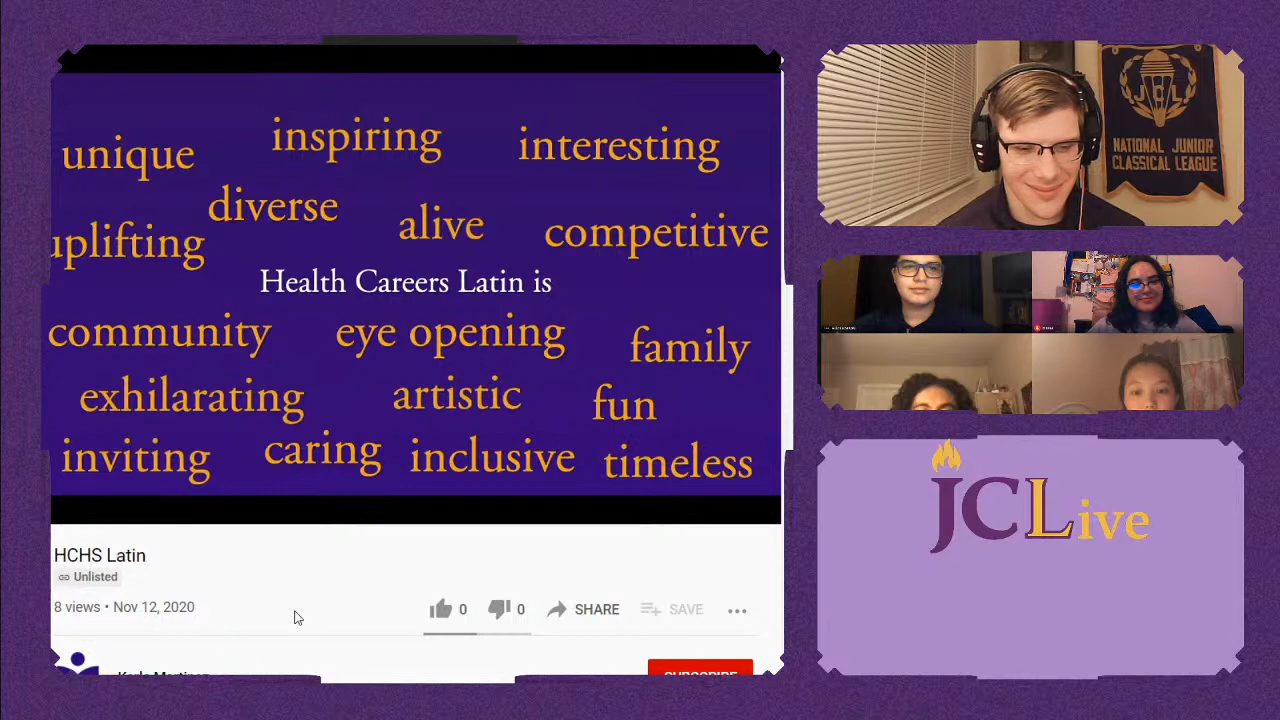 unique inspiring interesting
diverse alive competitive
uplifting
Health Careers Latin is
community eye opening family
exhilarating artistic fun
inviting caring inclusive timeless
HCHS Latin
Unlisted
8 views • Nov 12, 2020
0 0 SHARE SAVE
SUBSCRIBE
JCL
NATIONAL JUNIOR
CLASSICAL LEAGUE
JCLive